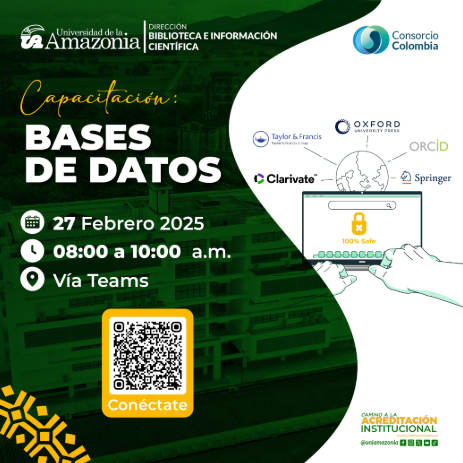 Universidad de la
Amazonia
DIRECCIÓN
BIBLIOTECA E INFORMACIÓN
CIENTÍFICA
Consorcio
Colombia
Capacitación:
BASES
DE DATOS
27 Febrero 2025
08:00 a 10:00 a.m.
Vía Teams
Conéctate
OXFORD
UNIVERSITY PRESS
Taylor & Francis
ORCID
Clarivate™
Springer
100% Safe
CAMINO A LA
ACREDITACIÓN
INSTITUCIONAL
@uniamazonia